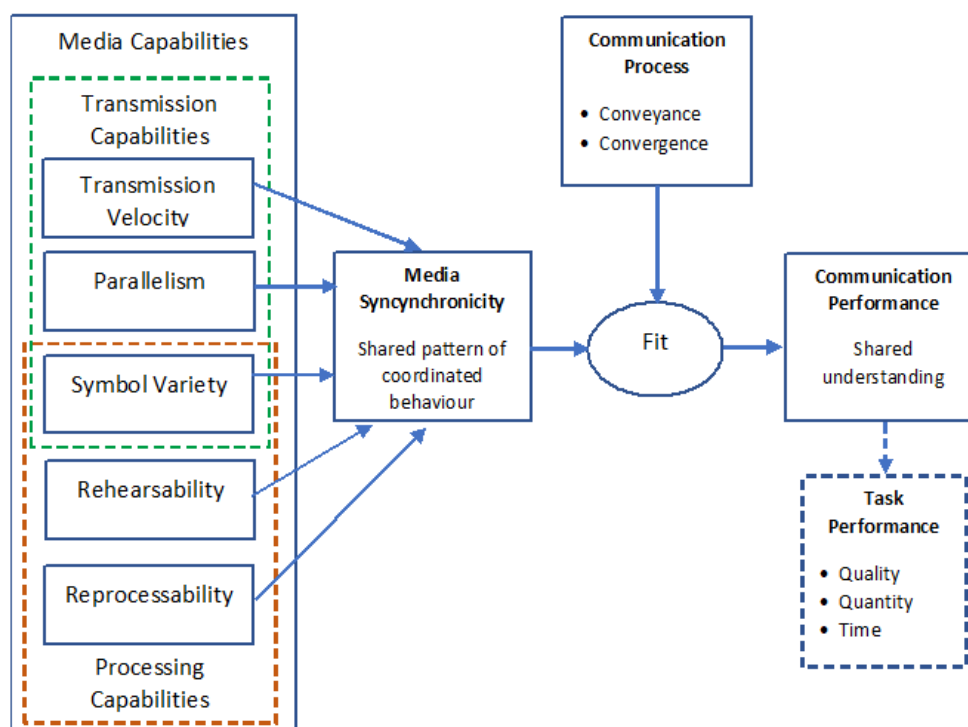 Media Capabilities
Transmission
Capabilities
Transmission
Velocity
Parallelism
Symbol Variety
Rehearsability
Reprocessability
Processing
Capabilities
Media
Syncynchronicity
Shared pattern of
coordinated
behaviour
Communication
Process
• Conveyance
• Convergence
Fit
Communication
Performance
Shared
understanding
Task
Performance
• Quality
• Quantity
• Time